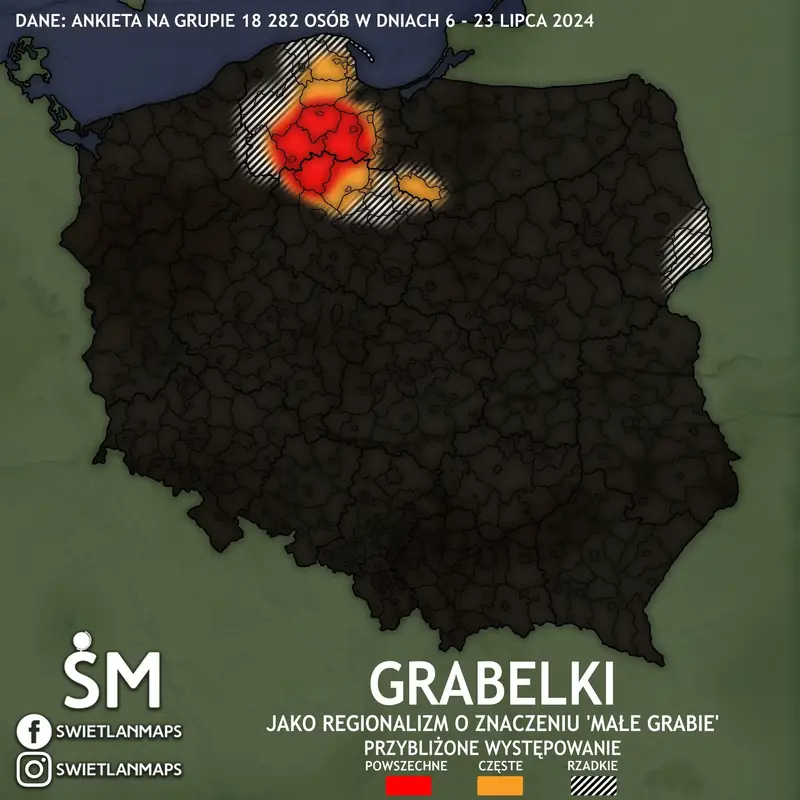 DANE: ANKIETA NA GRUPIE 18 282 OSÓB W DNIACH 6 - 23 LIPCA 2024
ŚM
SWIETLANMAPS
SWIETLANMAPS
GRABELKI
JAKO REGIONALIZM O ZNACZENIU 'MAŁE GRABIE'
PRZYBLIŻONE WYSTĘPOWANIE
POWSZECHNE CZĘSTE RZADKIE